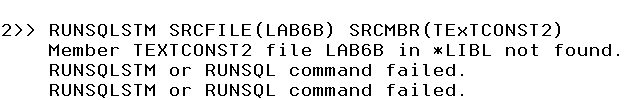 2>> RUNSQLSTM SRCFILE(LAB6B) SRCMBR(TExTCONST2)
Member TEXTCONST2 file LAB6B in *LIBL not found.
RUNSQLSTM or RUNSQL command failed.
RUNSQLSTM or RUNSQL command failed.